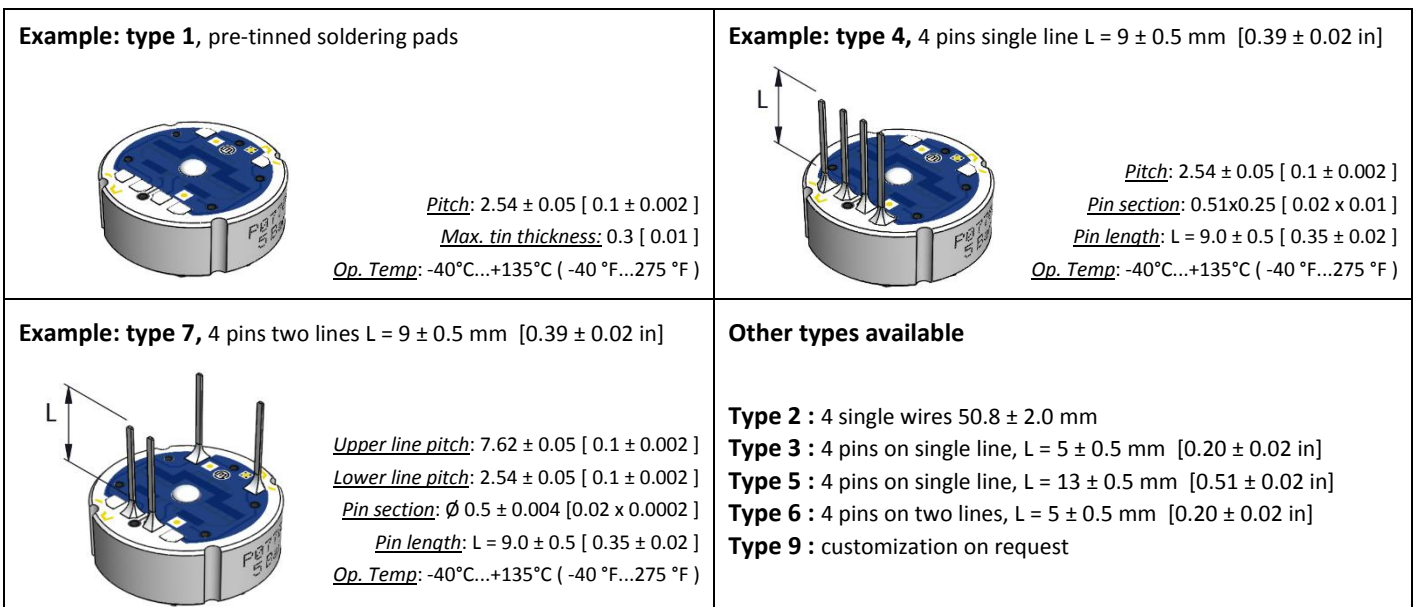 Example: type 1, pre-tinned soldering pads
Pitch: 2.54 ± 0.05 [ 0.1 ± 0.002 ]
Max. tin thickness: 0.3 [ 0.01 ]
Op. Temp: -40°C...+135°C ( -40 °F...275 °F )
Example: type 4, 4 pins single line L = 9 ± 0.5 mm [0.39 ± 0.02 in]
L
Pitch: 2.54 ± 0.05 [ 0.1 ± 0.002 ]
Pin section: 0.51x0.25 [ 0.02 x 0.01 ]
Pin length: L = 9.0 ± 0.5 [ 0.35 ± 0.02 ]
Op. Temp: -40°C...+135°C ( -40 °F...275 °F )
Example: type 7, 4 pins two lines L = 9 ± 0.5 mm [0.39 ± 0.02 in]
L
Upper line pitch: 7.62 ± 0.05 [ 0.1 ± 0.002 ]
Lower line pitch: 2.54 ± 0.05 [ 0.1 ± 0.002 ]
Pin section: Ø 0.5 ± 0.004 [0.02 x 0.0002 ]
Pin length: L = 9.0 ± 0.5 [ 0.35 ± 0.02 ]
Op. Temp: -40°C...+135°C ( -40 °F...275 °F )
Other types available
Type 2 : 4 single wires 50.8 ± 2.0 mm
Type 3 : 4 pins on single line, L = 5 ± 0.5 mm [0.20 ± 0.02 in]
Type 5 : 4 pins on single line, L = 13 ± 0.5 mm [0.51 ± 0.02 in]
Type 6 : 4 pins on two lines, L = 5 ± 0.5 mm [0.20 ± 0.02 in]
Type 9 : customization on request